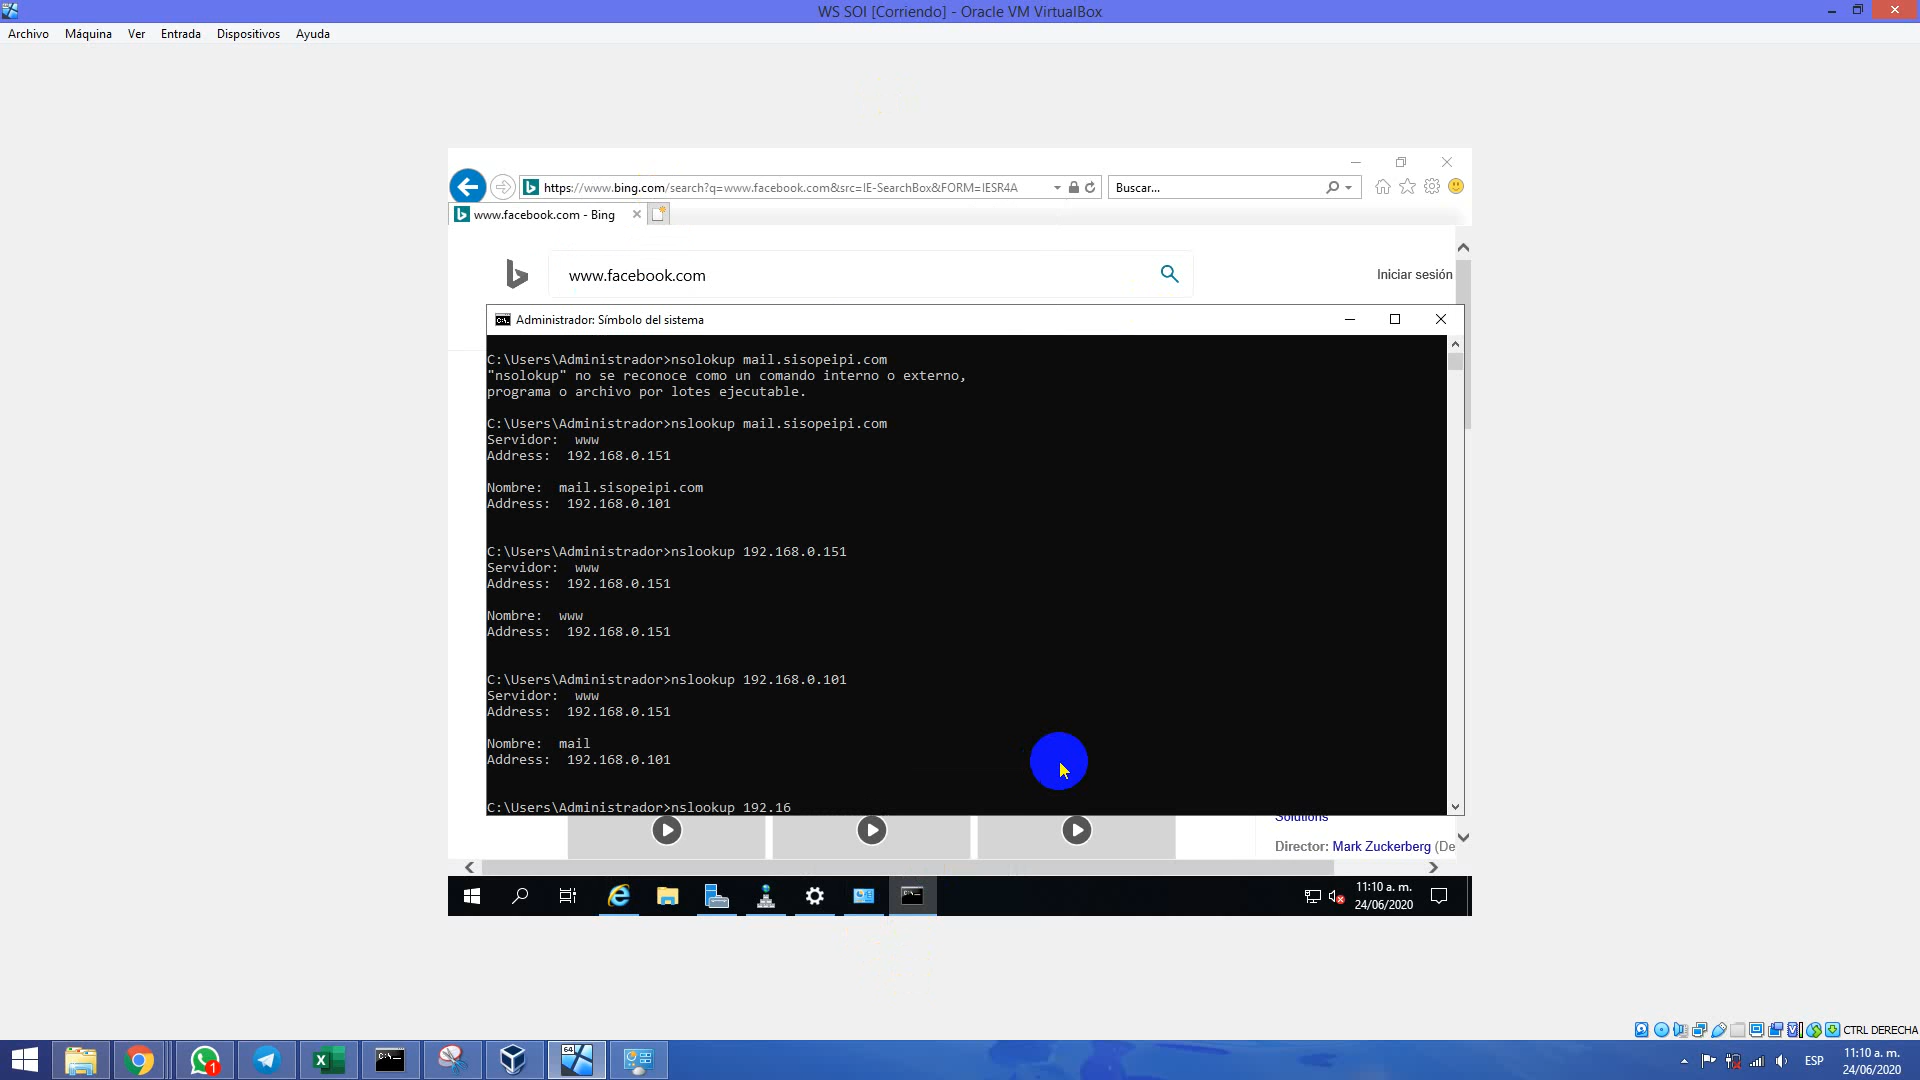 WS SOI [Corriendo] - Oracle VM VirtualBox
Archivo Máquina Ver Entrada Dispositivos Ayuda
https://www.bing.com/search?q=www.facebook.com&src=IE-SearchBox&FORM=IESR4A
Buscar...
www.facebook.com - Bing
www.facebook.com
Iniciar sesión
Administrador: Símbolo del sistema
C:\Users\Administrador>nsolokup mail.sisopeipi.com
"nsolokup" no se reconoce como un comando interno o externo,
programa o archivo por lotes ejecutable.
C:\Users\Administrador>nslookup mail.sisopeipi.com
Servidor:  www
Address:  192.168.0.151
Nombre:  mail.sisopeipi.com
Address:  192.168.0.101
C:\Users\Administrador>nslookup 192.168.0.151
Servidor:  www
Address:  192.168.0.151
Nombre:  www
Address:  192.168.0.151
C:\Users\Administrador>nslookup 192.168.0.101
Servidor:  www
Address:  192.168.0.151
Nombre:  mail
Address:  192.168.0.101
C:\Users\Administrador>nslookup 192.16
Solutions
Director: Mark Zuckerberg (De
11:10 a. m.
24/06/2020
CTRL DERECHA
64
1
ESP
11:10 a. m.
24/06/2020